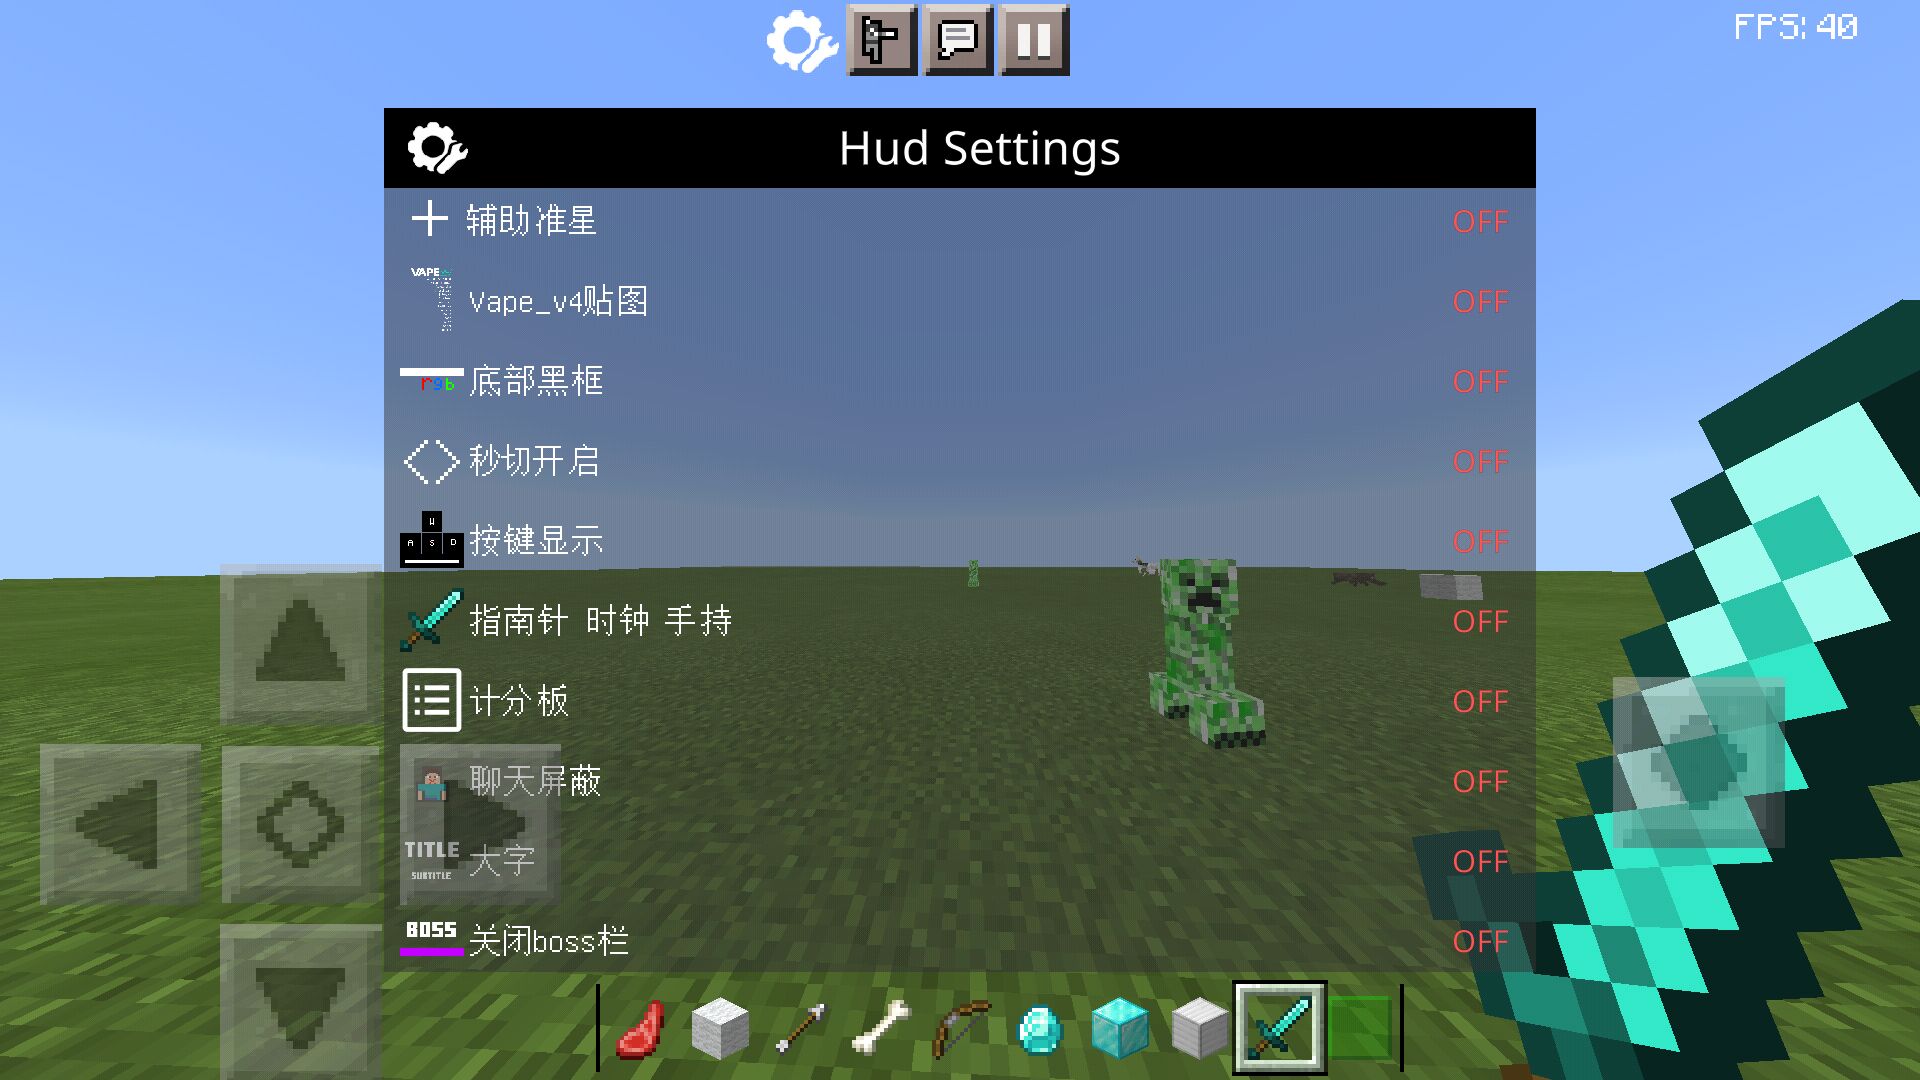 FPS: 40
Hud Settings
辅助准星 OFF
VAPE
Vape_v4贴图 OFF
rgb
底部黑框 OFF
秒切开启 OFF
W
A S D
按键显示 OFF
指南针 时钟 手持 OFF
计分板 OFF
聊天屏蔽 OFF
TITLE
SUBTITLE
大字 OFF
BOSS
关闭boss栏 OFF